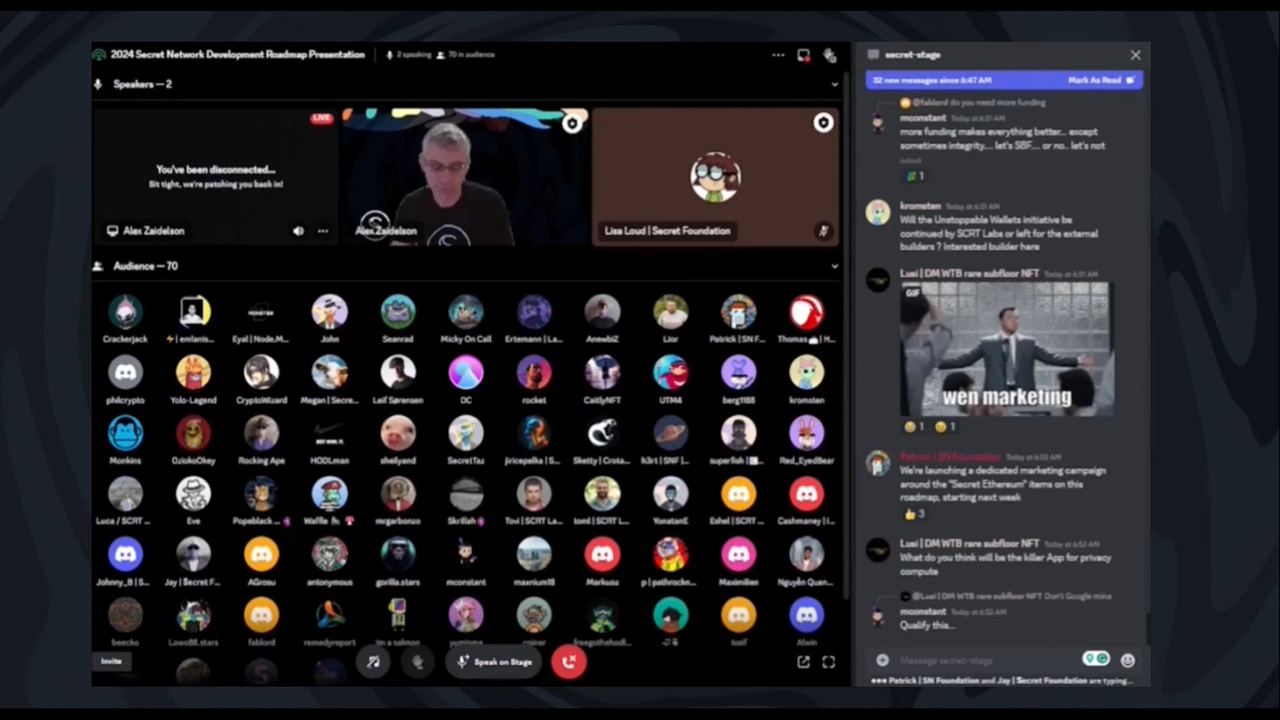 2024 Secret Network Development Roadmap Presentation
2 speaking 70 in audience
Speakers — 2
LIVE
You've been disconnected...
Sit tight, we're patching you back in!
Alex Zaidelson
Alex Zaidelson
Lisa Loud | Secret Foundation
Audience — 70
Crackerjack ⚡| emlanis... Eyal | Node.M... John Seanrad Micky On Call Ertemann | La... AnewbiZ Lior Patrick | SN F... Thomas | H...
philcrypto Yolo-Legend CryptoWizard Megan | Secre... Leif Sørensen DC rocket CaitlyNFT UTM4 berg1188 kromsten
Monkins OziokoOkey Rocking Ape HODLman shellyand SecretTaz jiricepelka | S... Sketty | Crota... h3rt | SNF |... superfish | Red_EyedBear
Luca / SCRT ... Eve Popeblack ... Waffle mrgarbonzo Skrillah Tovi | SCRT La... toml | SCRT L... YonatanE Eshel | SCRT ... Cashmaney | I...
Johnny_B | S... Jay | $ecret F... AGrosu antonymous gorilla.stars mconstant maxnium18 Markusz p | pathrockn... Maximilien Nguyễn Quan...
beecko Lowo88.stars fablord remedyreport Im a salmon yumiyma coiner freegothehodl... losif Alwin
Invite
Speak on Stage
secret-stage
32 new messages since 6:47 AM Mark As Read
@fablord do you need more funding
mconstant Today at 6:51 AM
more funding makes everything better... except
sometimes integrity.... let's SBF.... or no.. let's not
(edited)
1
kromsten Today at 6:51 AM
Will the Unstoppable Wallets initiative be
continued by SCRT Labs or left for the external
builders ? Interested builder here
Lusi | DM WTB rare subfloor NFT Today at 6:51 AM
GIF
wen marketing
1 1
Patrick | SN Foundation Today at 6:52 AM
We're launching a dedicated marketing campaign
around the "Secret Ethereum" items on this
roadmap, starting next week
3
Lusi | DM WTB rare subfloor NFT Today at 6:52 AM
What do you think will be the killer App for privacy
compute
@Lusi | DM WTB rare subfloor NFT Don't Google mina
mconstant Today at 6:52 AM
Qualify this...
Message secret-stage
Patrick | SN Foundation and Jay | $ecret Foundation are typing...